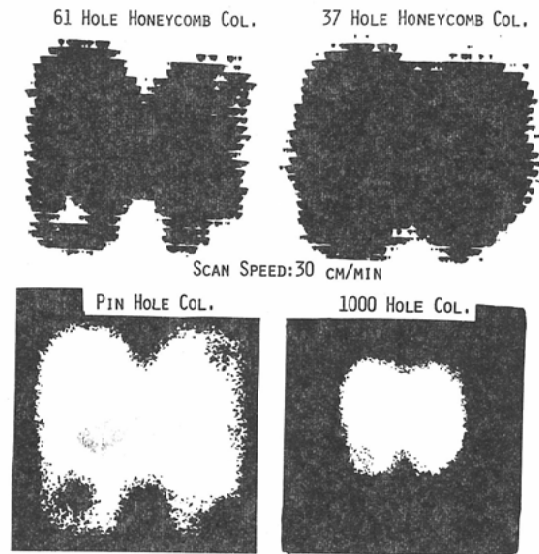 61 HOLE HONEYCOMB COL.
37 HOLE HONEYCOMB COL.
SCAN SPEED:30 CM/MIN
PIN HOLE COL.
1000 HOLE COL.